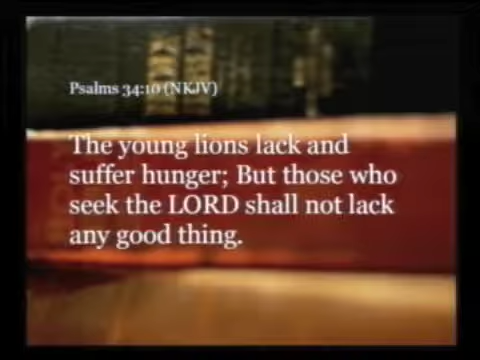 Psalms 34:10 (NKJV)
The young lions lack and
suffer hunger; But those who
seek the LORD shall not lack
any good thing.